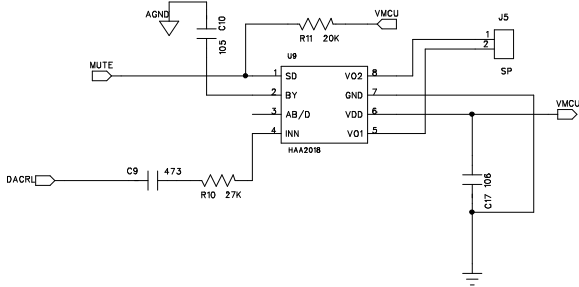 AGND
C10
105
R11 20K
VMCU
J5
1
2
SP
U9
MUTE
1 SD VO2 8
2 BY GND 7
3 AB/D VDD 6
4 INN VO1 5
HAA2018
VMCU
DACRL
C9 473
R10 27K
C17 106